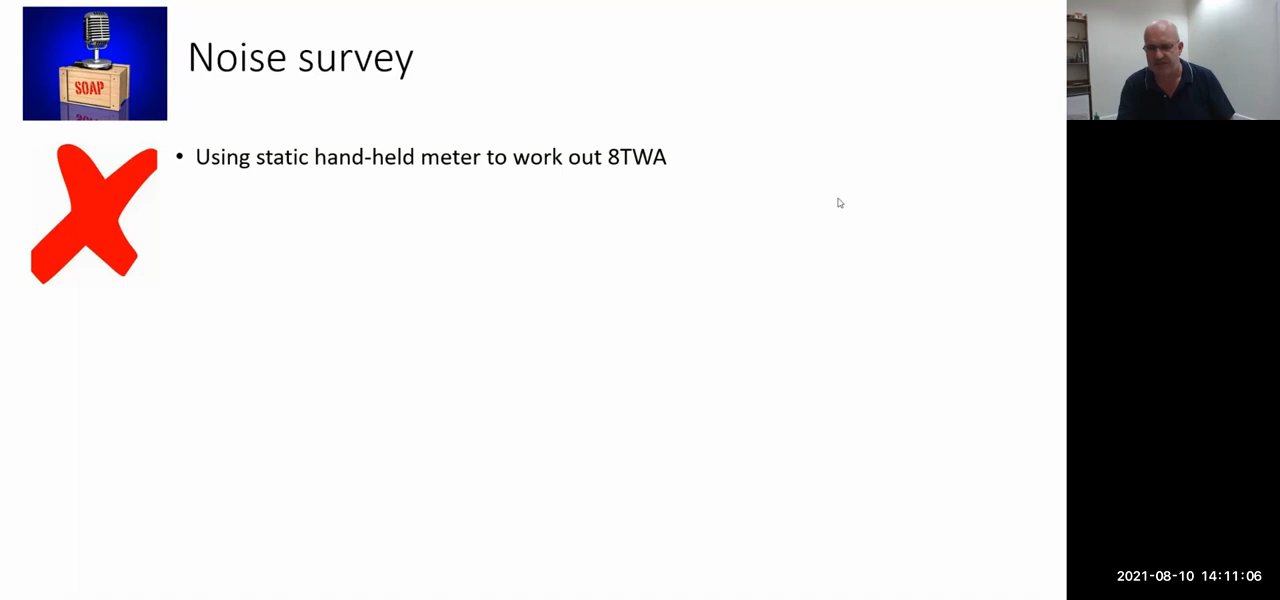 SOAP
Noise survey
• Using static hand-held meter to work out 8TWA
2021-08-10 14:11:06